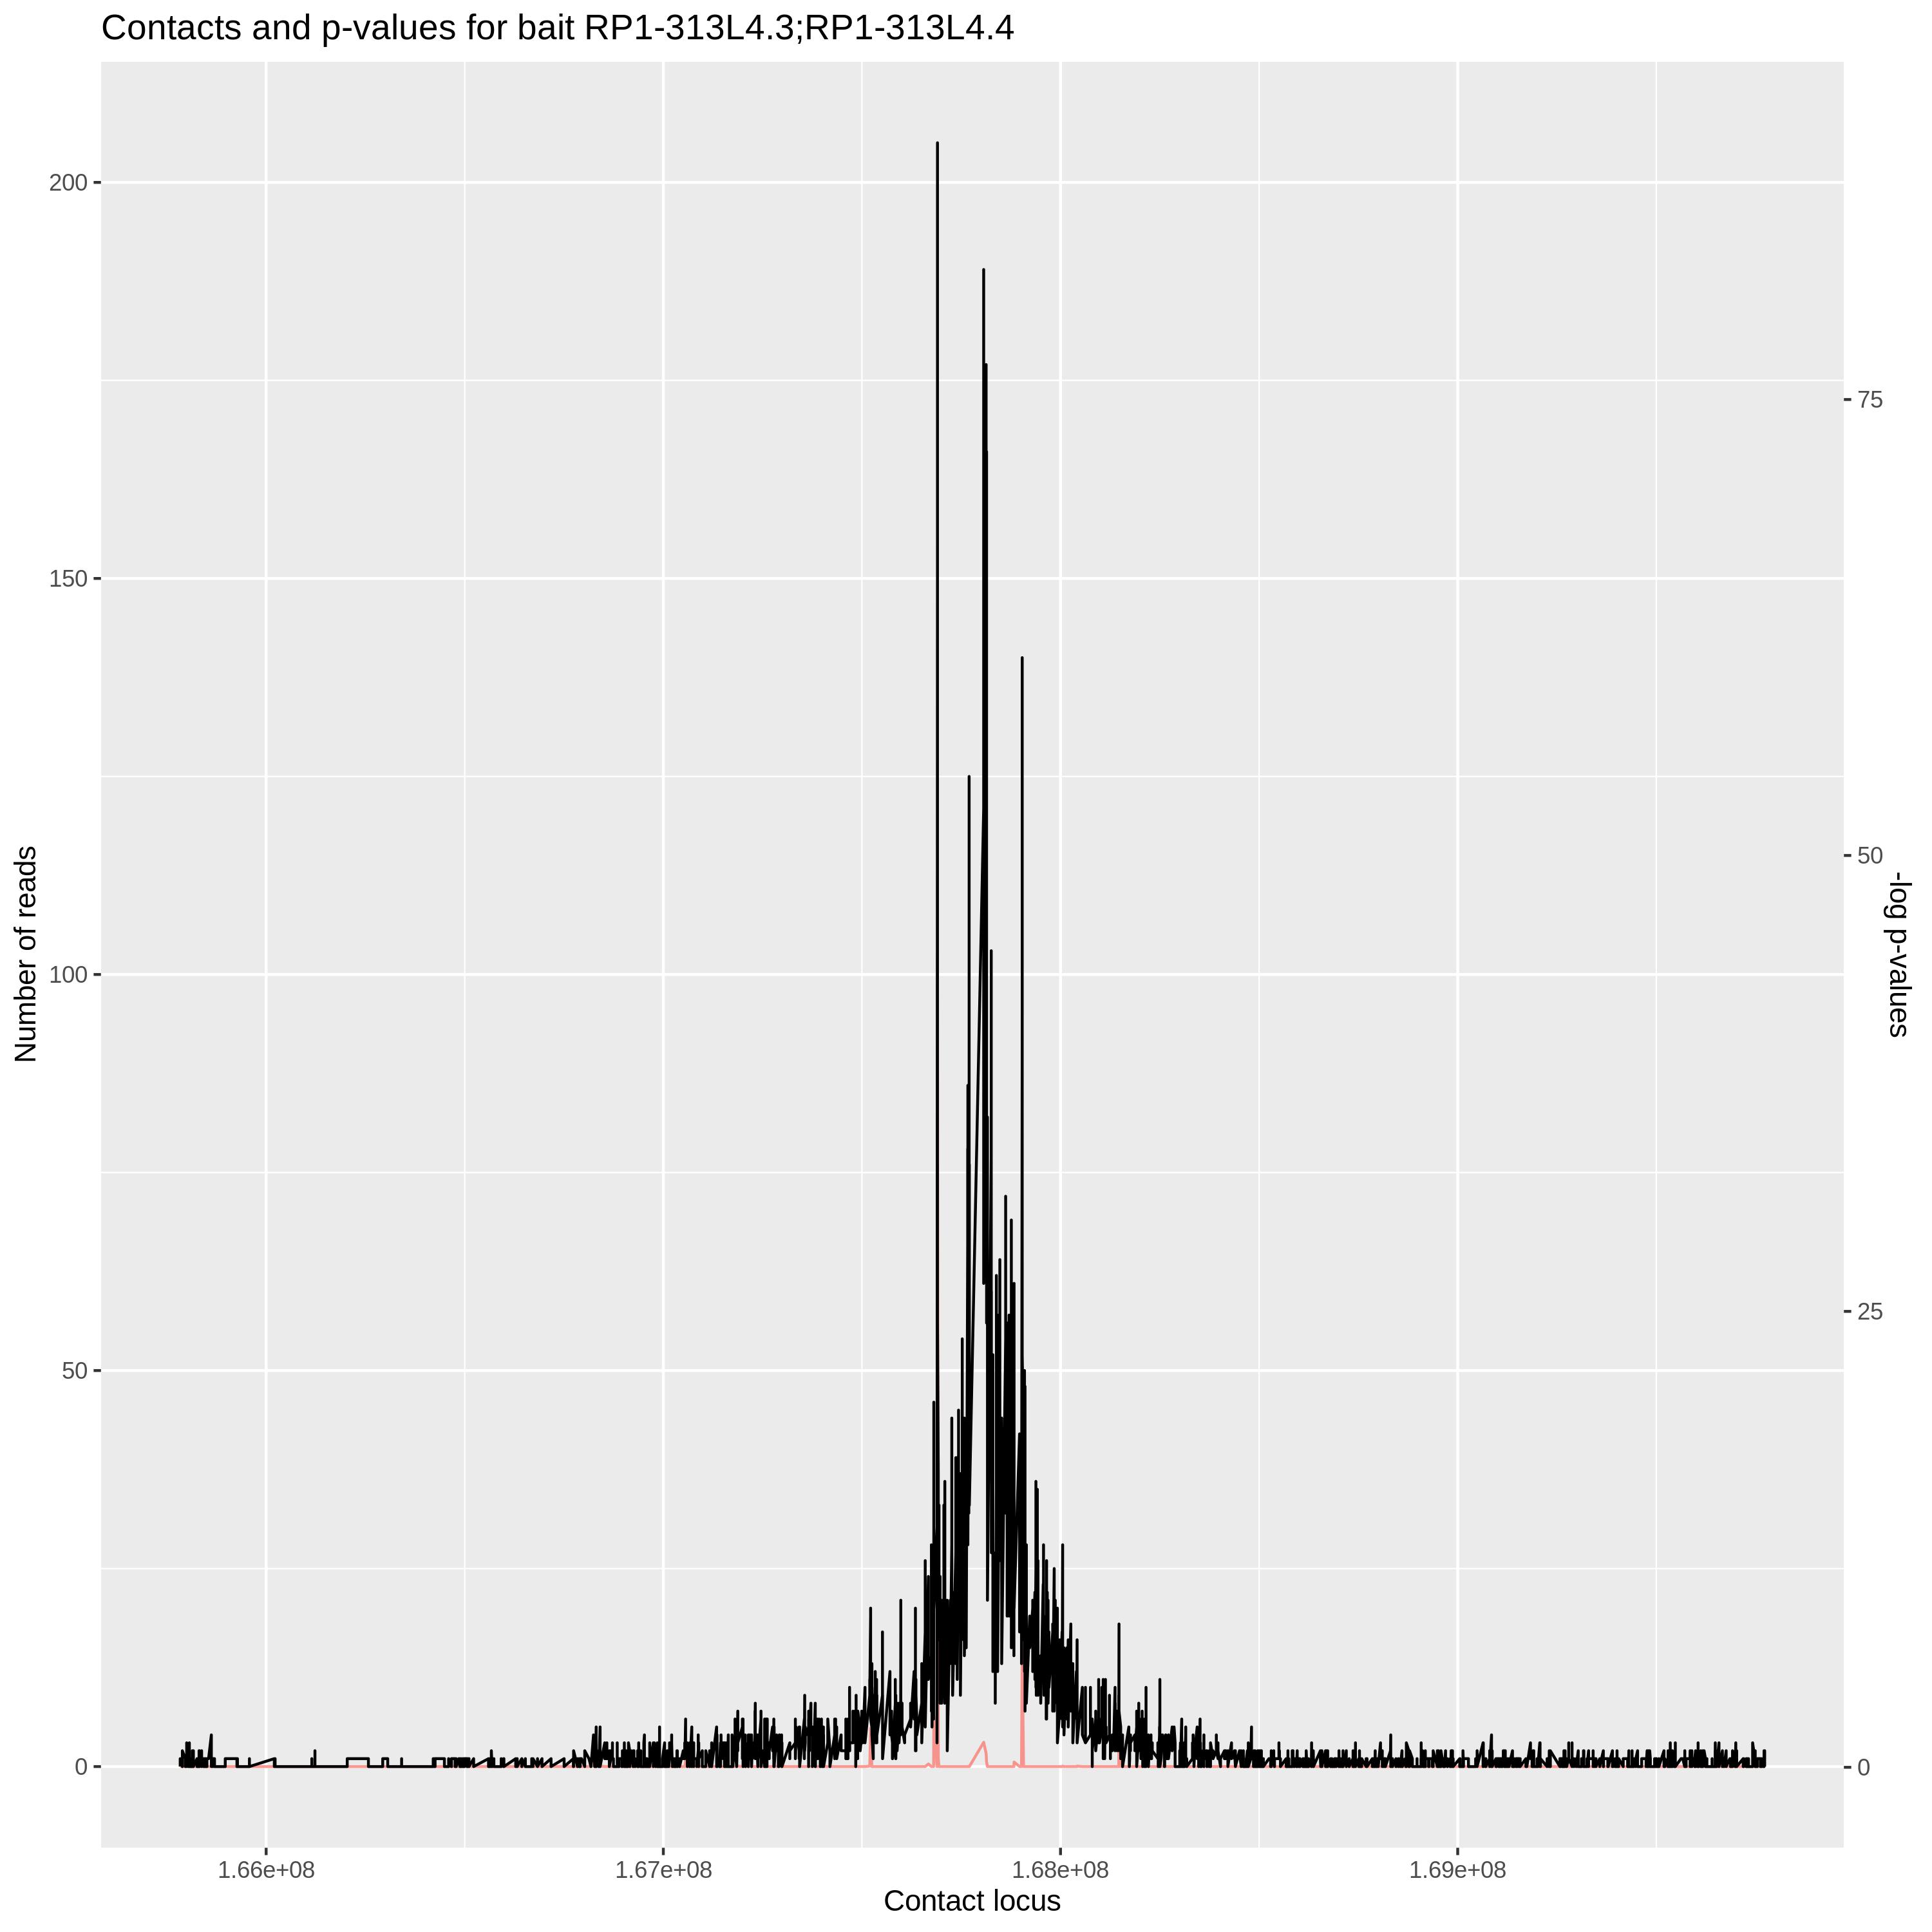 Contacts and p-values for bait RP1-313L4.3;RP1-313L4.4
200
150
100
50
0
Number of reads
75
50
25
0
-log p-values
1.66e+08 1.67e+08 1.68e+08 1.69e+08
Contact locus